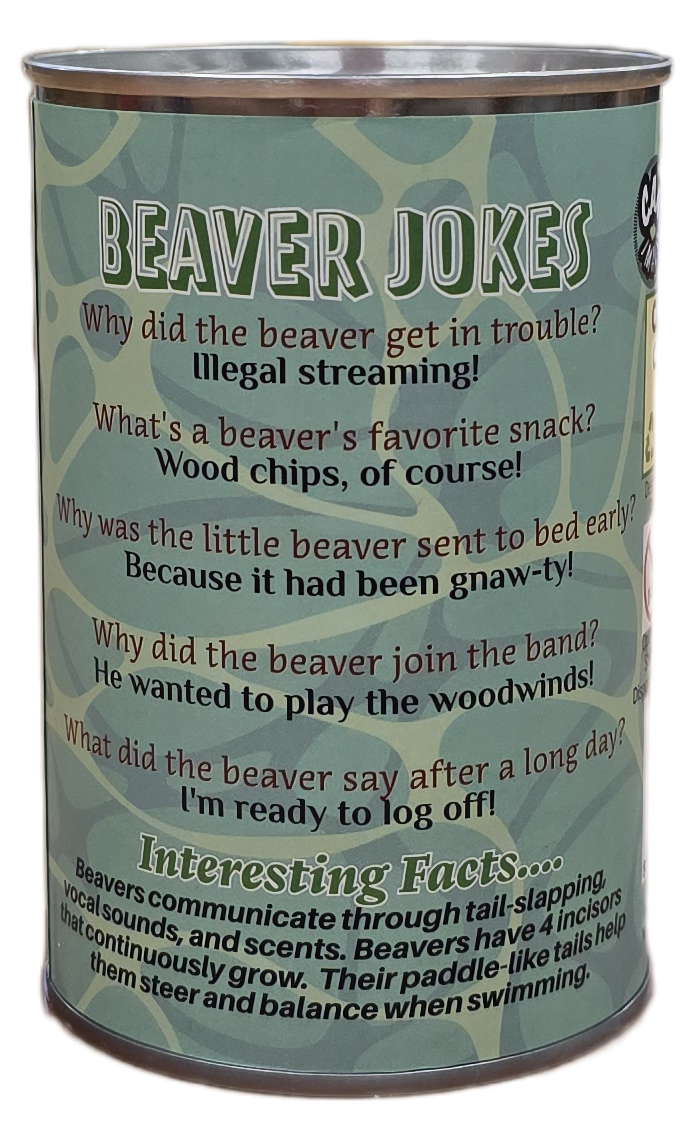 BEAVER JOKES
Why did the beaver get in trouble?
Illegal streaming!
What's a beaver's favorite snack?
Wood chips, of course!
Why was the little beaver sent to bed early?
Because it had been gnaw-ty!
Why did the beaver join the band?
He wanted to play the woodwinds!
What did the beaver say after a long day?
I'm ready to log off!
Interesting Facts....
Beavers communicate through tail-slapping,
vocal sounds, and scents. Beavers have 4 incisors
that continuously grow. Their paddle-like tails help
them steer and balance when swimming.